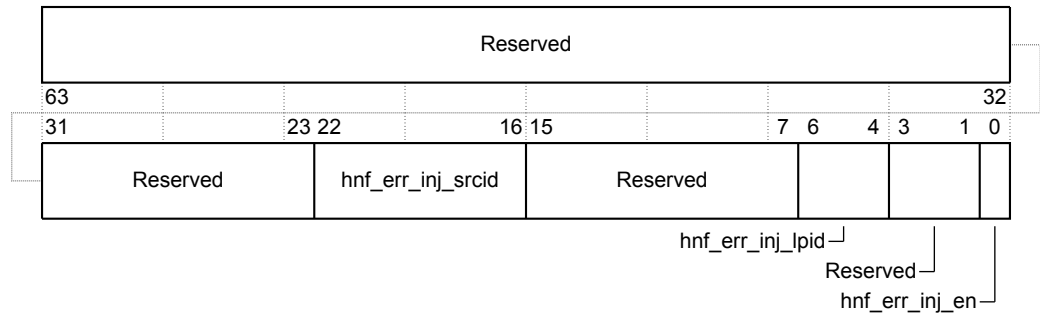 Reserved
63 32
31 23 22 16 15 7 6 4 3 1 0
Reserved hnf_err_inj_srcid Reserved
hnf_err_inj_lpid
Reserved
hnf_err_inj_en